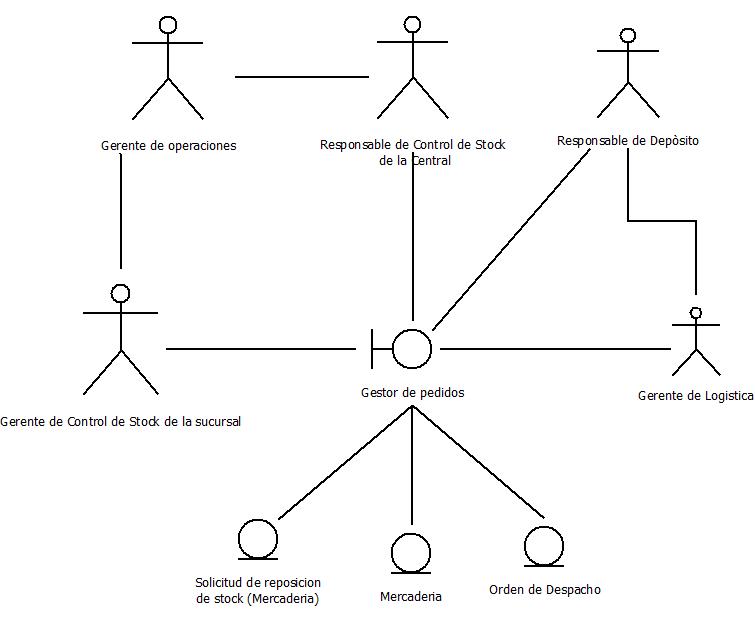 Gerente de operaciones
Responsable de Control de Stock
de la Central
Responsable de Depòsito
Gestor de pedidos
Gerente de Logistica
Gerente de Control de Stock de la sucursal
Solicitud de reposicion
de stock (Mercaderia)
Mercaderia
Orden de Despacho